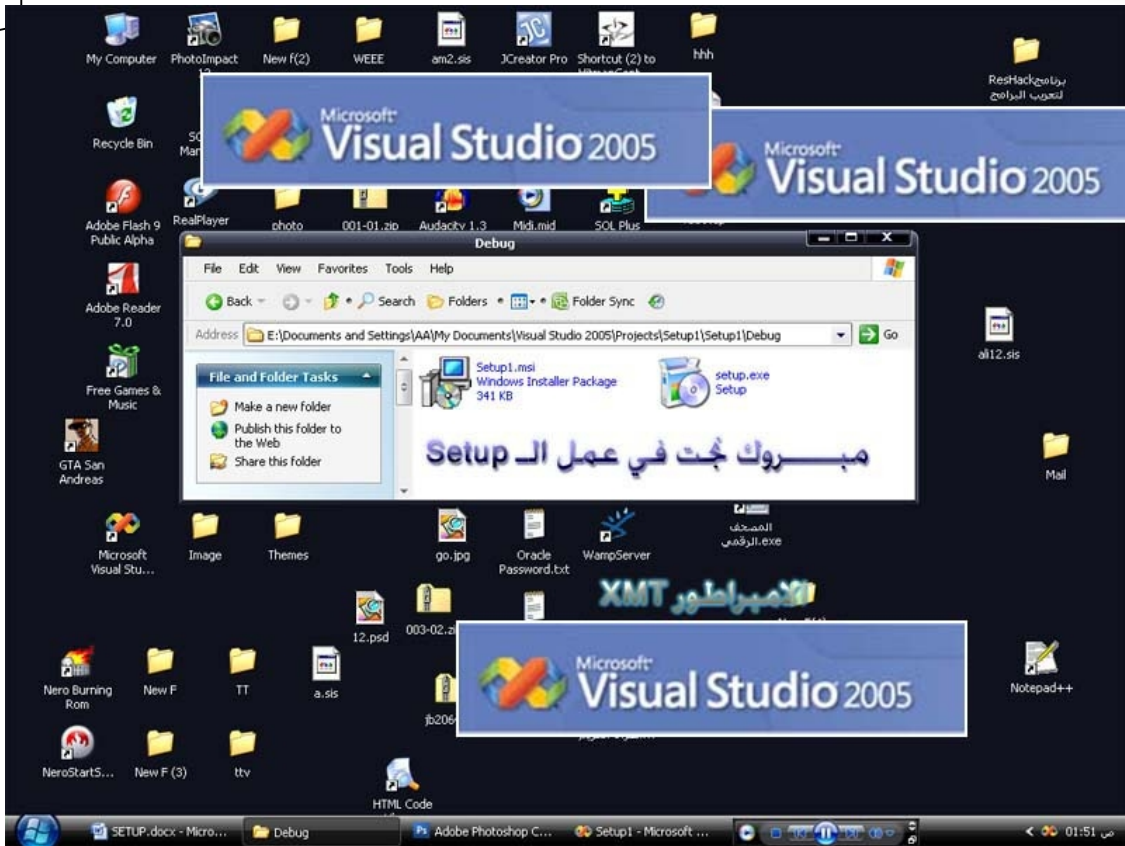 My Computer
PhotoImpact
12
New f(2)
WEEE
am2.sis
JCreator Pro
Shortcut (2) to
hhh
ResHackبرنامج
لتعريب البرامج
Recycle Bin
Microsoft
Visual Studio 2005
Microsoft
Visual Studio 2005
Adobe Flash 9
Public Alpha
RealPlayer
photo
001-01.zip
Audacity 1.3
Midi.mid
SQL Plus
Debug
File Edit View Favorites Tools Help
Back Search Folders Folder Sync
Address E:\Documents and Settings\AA\My Documents\Visual Studio 2005\Projects\Setup1\Setup1\Debug Go
Adobe Reader
7.0
File and Folder Tasks
Make a new folder
Publish this folder to
the Web
Share this folder
Setup1.msi
Windows Installer Package
341 KB
setup.exe
Setup
مبـــــروك نجت في عمل الـ Setup
ali12.sis
Free Games &
Music
GTA San
Andreas
Mail
Microsoft
Visual Stu...
Image
Themes
go.jpg
Oracle
Password.txt
WampServer
المصحف
الرقمي.exe
الامبراطور XMT
12.psd
003-02.zi
Microsoft
Visual Studio 2005
Nero Burning
Rom
New F
TT
a.sis
jb206
Notepad++
NeroStartS...
New F (3)
ttv
HTML Code
SETUP.docx - Micro...
Debug
Adobe Photoshop C...
Setup1 - Microsoft ...
01:51 ص